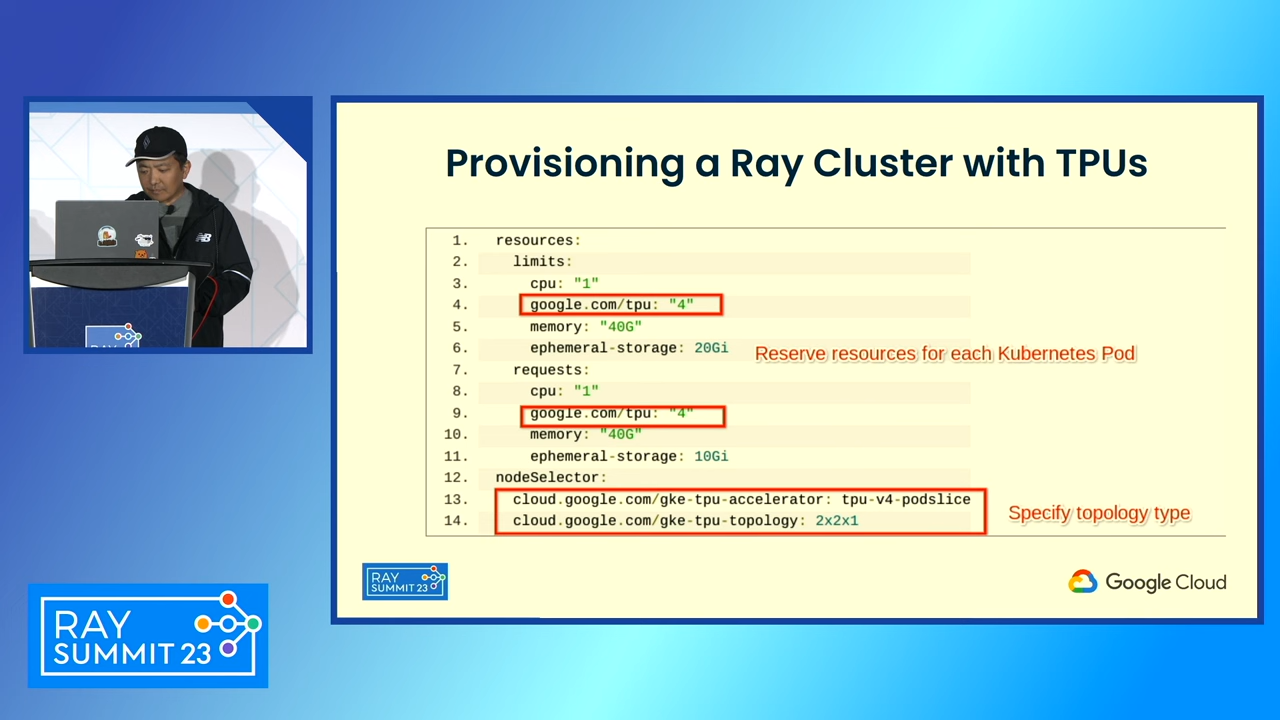 Provisioning a Ray Cluster with TPUs
1. resources:
2. limits:
3. cpu: "1"
4. google.com/tpu: "4"
5. memory: "40G"
6. ephemeral-storage: 20Gi
Reserve resources for each Kubernetes Pod
7. requests:
8. cpu: "1"
9. google.com/tpu: "4"
10. memory: "40G"
11. ephemeral-storage: 10Gi
12. nodeSelector:
13. cloud.google.com/gke-tpu-accelerator: tpu-v4-podslice
14. cloud.google.com/gke-tpu-topology: 2x2x1
Specify topology type
RAY
SUMMIT 23
Google Cloud
NB
RAY
SUMMIT 23